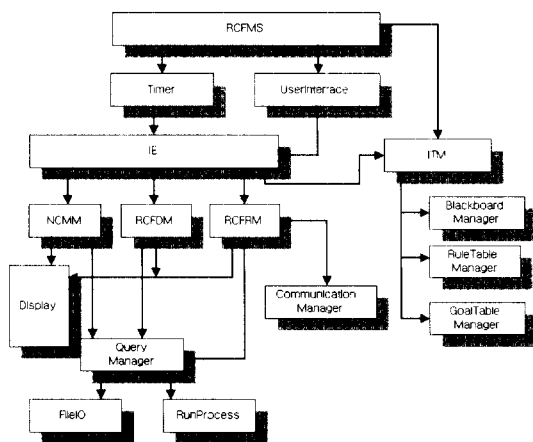 RCFMS
Timer
UserInterface
IE
ITM
NCMM
RCFDM
RCFRM
Blackboard
Manager
RuleTable
Manager
Display
Communication
Manager
GoalTable
Manager
Query
Manager
FileIO
RunProcess